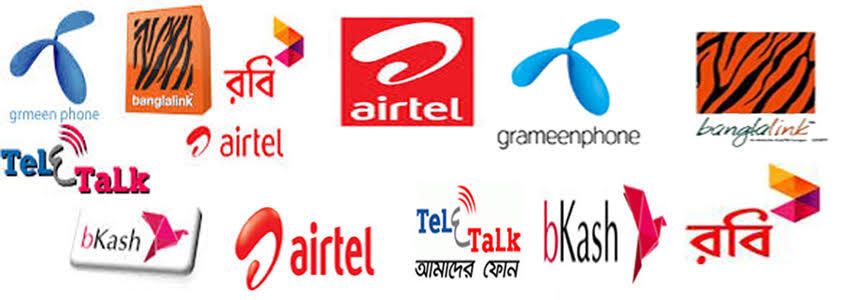 grmeen phone
banglalink
রবি
airtel
grameenphone
banglalink
TeleTalk
airtel
bKash
airtel
TeleTalk
আমাদের ফোন
bKash
রবি